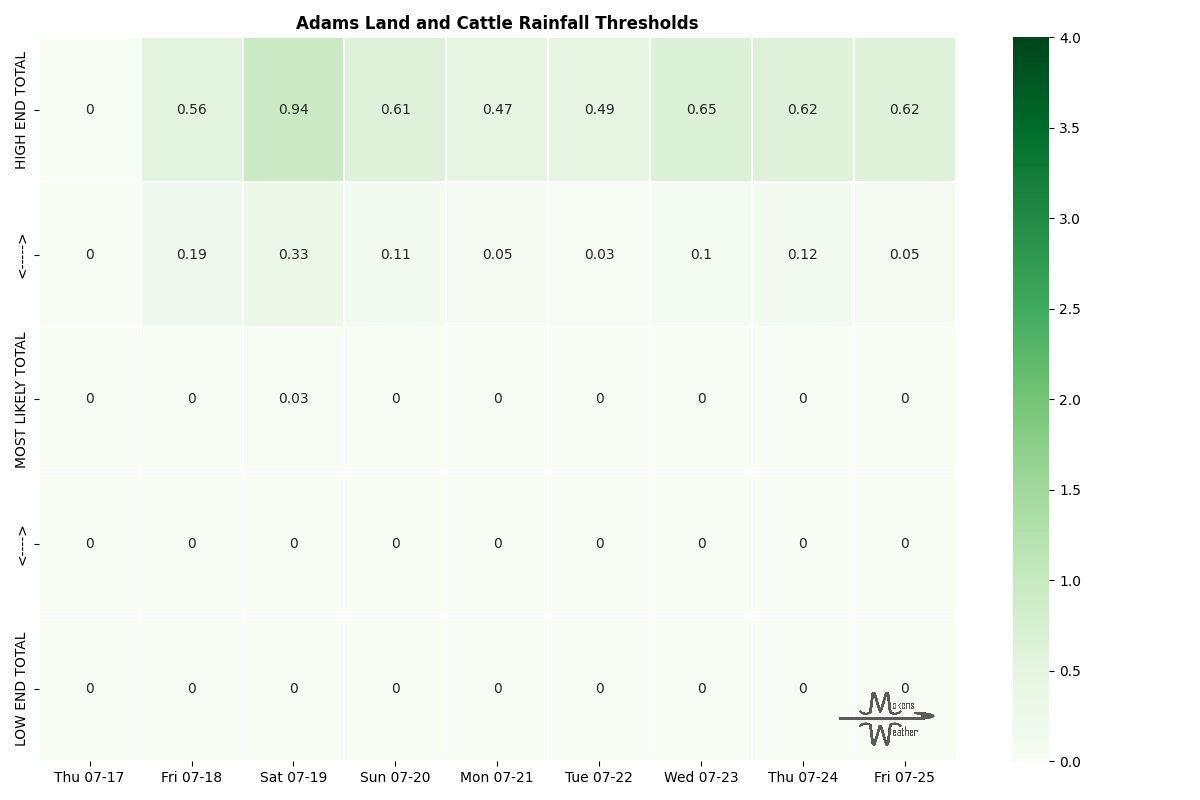 Adams Land and Cattle Rainfall Thresholds
HIGH END TOTAL
0 0.56 0.94 0.61 0.47 0.49 0.65 0.62 0.62
<----->
0 0.19 0.33 0.11 0.05 0.03 0.1 0.12 0.05
MOST LIKELY TOTAL
0 0 0.03 0 0 0 0 0 0
<---->
0 0 0 0 0 0 0 0 0
LOW END TOTAL
0 0 0 0 0 0 0 0 0
Makens
Weather
Thu 07-17 Fri 07-18 Sat 07-19 Sun 07-20 Mon 07-21 Tue 07-22 Wed 07-23 Thu 07-24 Fri 07-25
4.0
3.5
3.0
2.5
2.0
1.5
1.0
0.5
0.0